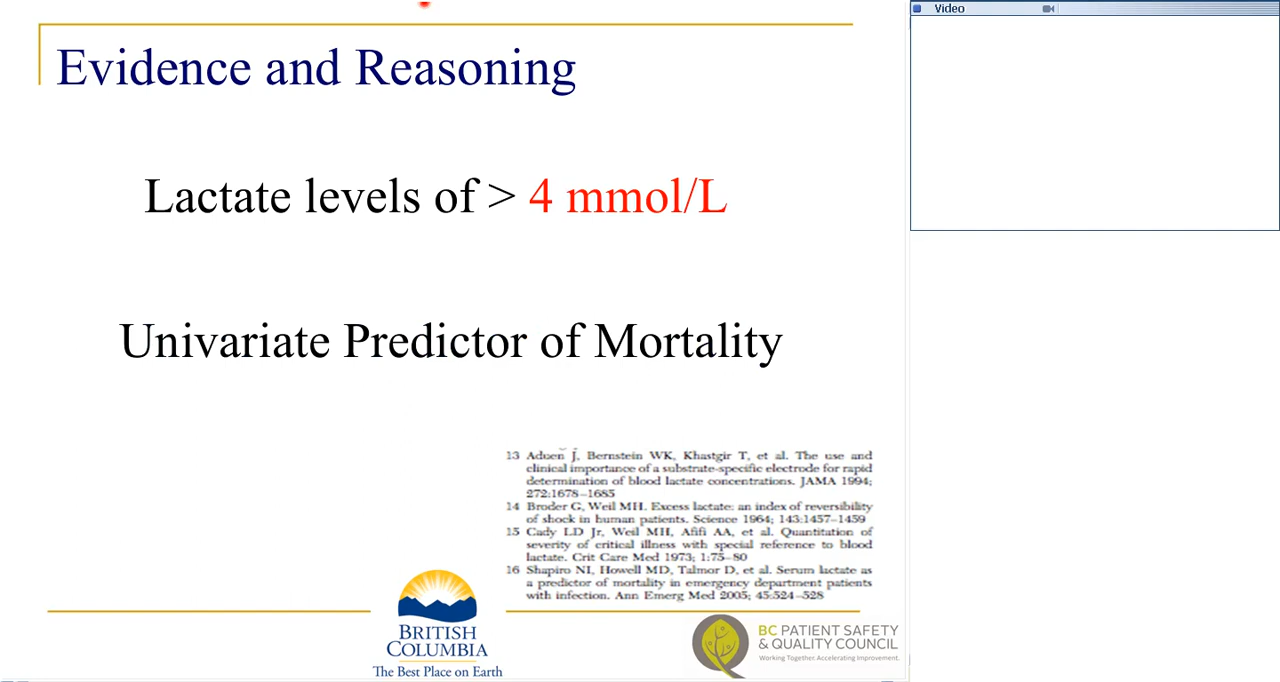 Video
Evidence and Reasoning
Lactate levels of > 4 mmol/L
Univariate Predictor of Mortality
13 Aduen J, Bernstein WK, Khastgir T, et al. The use and
clinical importance of a substrate-specific electrode for rapid
determination of blood lactate concentrations. JAMA 1994;
272:1678–1685
14 Broder G, Weil MH. Excess lactate: an index of reversibility
of shock in human patients. Science 1964; 143:1457–1459
15 Cady LD Jr, Weil MH, Afifi AA, et al. Quantitation of
severity of critical illness with special reference to blood
lactate. Crit Care Med 1973; 1:75–80
16 Shapiro NI, Howell MD, Talmor D, et al. Serum lactate as
a predictor of mortality in emergency department patients
with infection. Ann Emerg Med 2005; 45:524–528
BRITISH
COLUMBIA
The Best Place on Earth
BC PATIENT SAFETY
& QUALITY COUNCIL
Working Together. Accelerating Improvement.